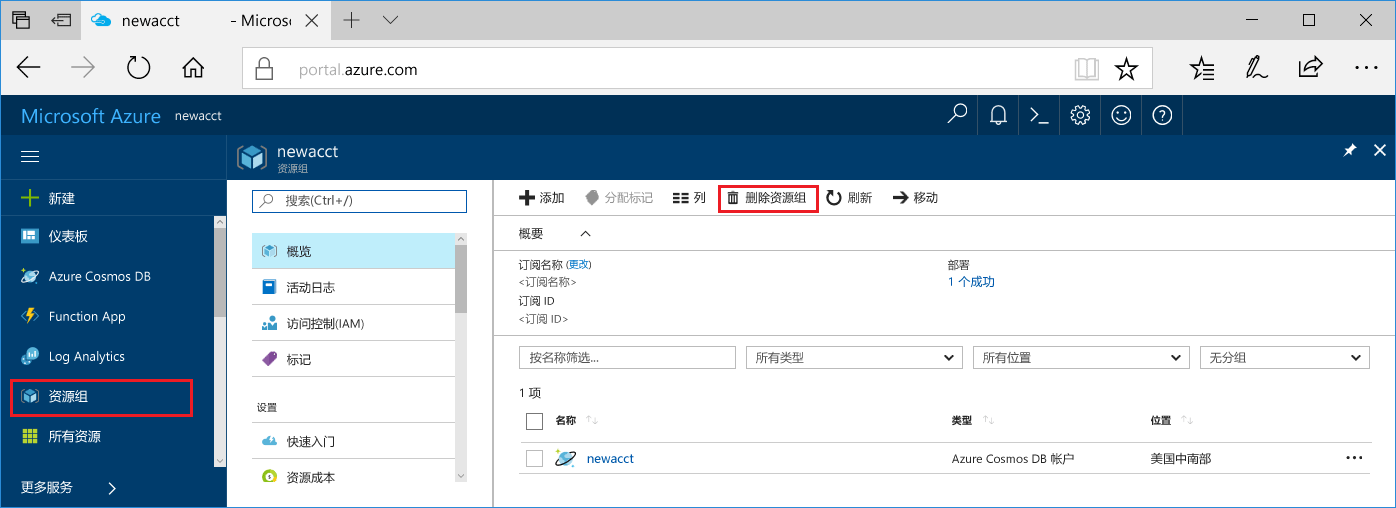 newacct - Microsc
portal.azure.com
Microsoft Azure newacct
newacct
资源组
新建
仪表板
Azure Cosmos DB
Function App
Log Analytics
资源组
所有资源
更多服务
搜索(Ctrl+/)
概览
活动日志
访问控制(IAM)
标记
设置
快速入门
资源成本
添加 分配标记 列 删除资源组 刷新 移动
概要
订阅名称 (更改) 部署
<订阅名称> 1 个成功
订阅 ID
<订阅 ID>
按名称筛选... 所有类型 所有位置 无分组
1 项
名称 类型 位置
newacct Azure Cosmos DB 帐户 美国中南部